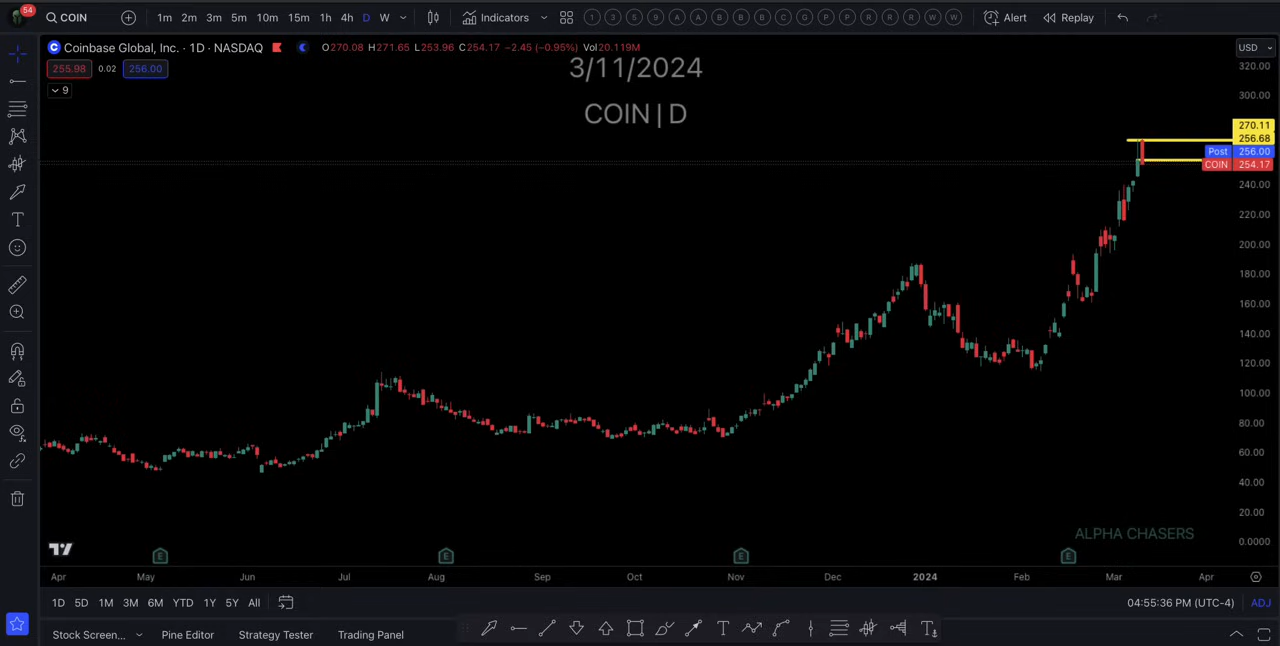 54
COIN
1m 2m 3m 5m 10m 15m 1h 4h D W
Indicators
1 3 5 9 A A B B B C G P P R R R W W
Alert
Replay
C Coinbase Global, Inc. · 1D · NASDAQ
O270.08 H271.65 L253.96 C254.17 −2.45 (−0.95%) Vol20.119M
USD
255.98 0.02 256.00
9
3/11/2024
COIN | D
320.00
300.00
270.11
256.68
Post 256.00
COIN 254.17
240.00
220.00
200.00
180.00
160.00
140.00
120.00
100.00
80.00
60.00
40.00
20.00
0.0000
ALPHA CHASERS
E E E E
Apr May Jun Jul Aug Sep Oct Nov Dec 2024 Feb Mar Apr
1D 5D 1M 3M 6M YTD 1Y 5Y All
04:55:36 PM (UTC-4)
ADJ
Stock Screen... Pine Editor Strategy Tester Trading Panel